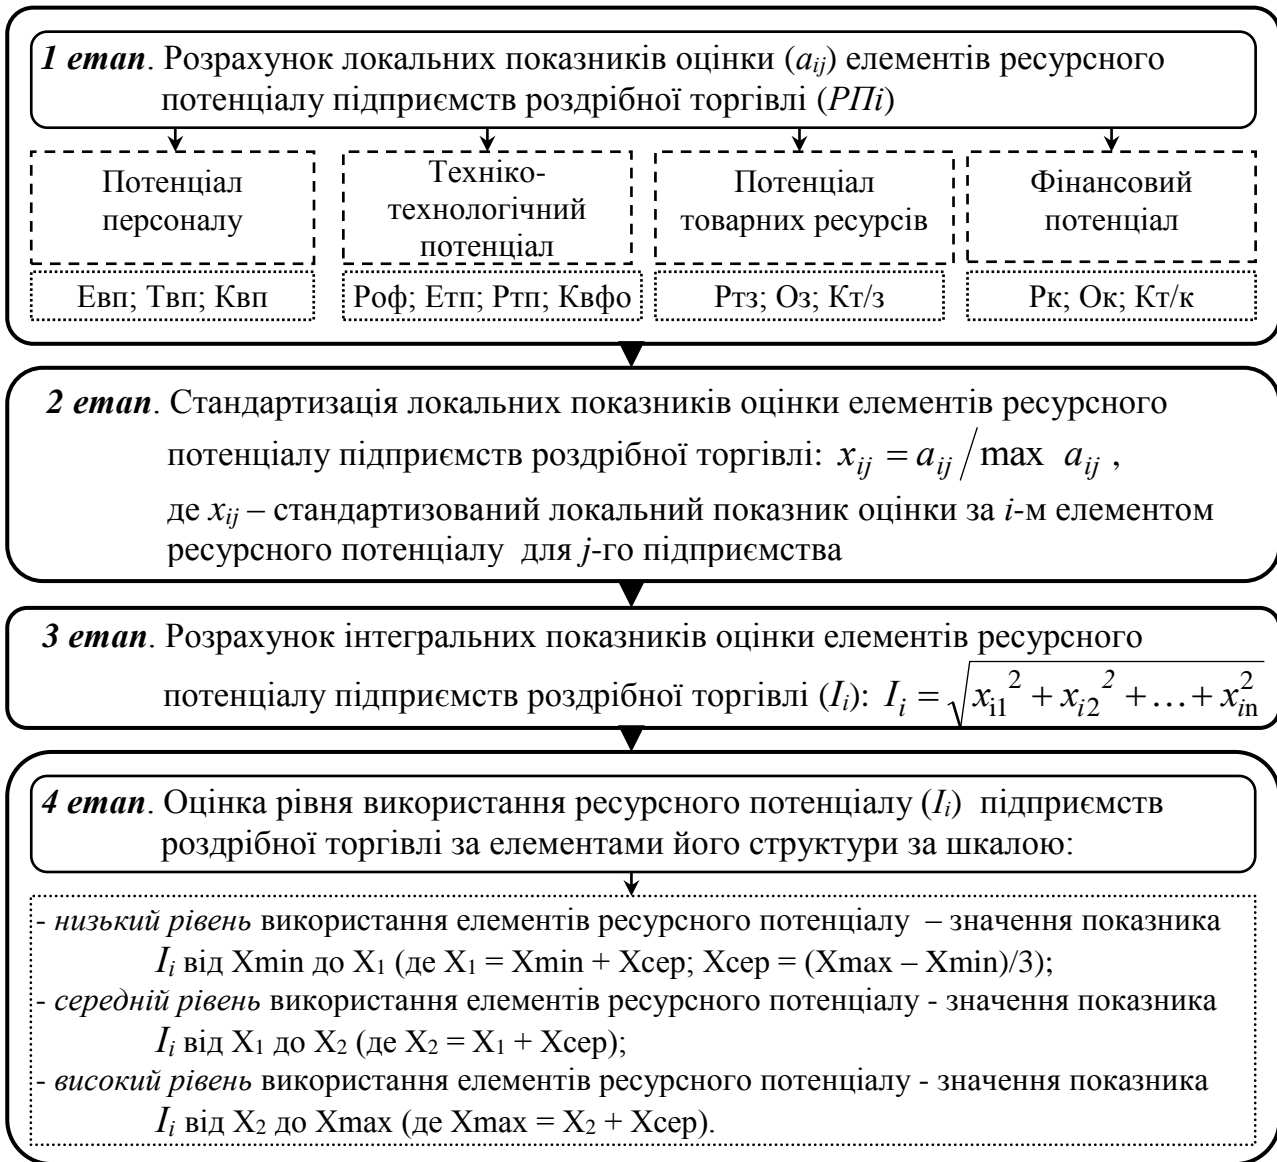 1 етап. Розрахунок локальних показників оцінки (aij) елементів ресурсного
потенціалу підприємств роздрібної торгівлі (РПі)
Потенціал
персоналу
Техніко-
технологічний
потенціал
Потенціал
товарних ресурсів
Фінансовий
потенціал
Евп; Твп; Квп
Роф; Етп; Ртп; Квфо
Ртз; Оз; Кт/з
Рк; Ок; Кт/к
2 етап. Стандартизація локальних показників оцінки елементів ресурсного
потенціалу підприємств роздрібної торгівлі: xij = aij / max aij ,
де xij – стандартизований локальний показник оцінки за i-м елементом
ресурсного потенціалу для j-го підприємства
3 етап. Розрахунок інтегральних показників оцінки елементів ресурсного
потенціалу підприємств роздрібної торгівлі (Ii): Ii = √(xi1² + xi2² + … + xin²)
4 етап. Оцінка рівня використання ресурсного потенціалу (Ii) підприємств
роздрібної торгівлі за елементами його структури за шкалою:
- низький рівень використання елементів ресурсного потенціалу – значення показника
Ii від Xmin до X₁ (де X₁ = Xmin + Xсер; Xсер = (Xmax – Xmin)/3);
- середній рівень використання елементів ресурсного потенціалу - значення показника
Ii від X₁ до X₂ (де X₂ = X₁ + Xсер);
- високий рівень використання елементів ресурсного потенціалу - значення показника
Ii від X₂ до Xmax (де Xmax = X₂ + Xсер).